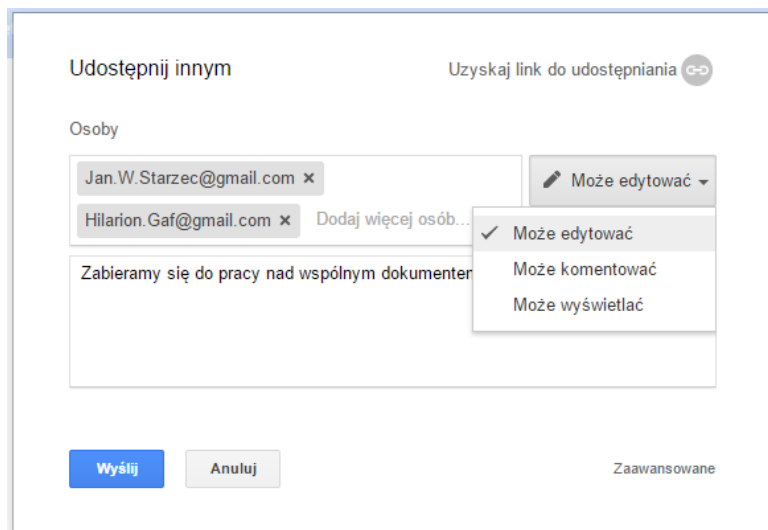 Udostępnij innym
Uzyskaj link do udostępniania
Osoby
Jan.W.Starzec@gmail.com ×
Może edytować
Hilarion.Gaf@gmail.com ×
Dodaj więcej osób...
Może edytować
Może komentować
Może wyświetlać
Zabieramy się do pracy nad wspólnym
Wyślij
Anuluj
Zaawansowane